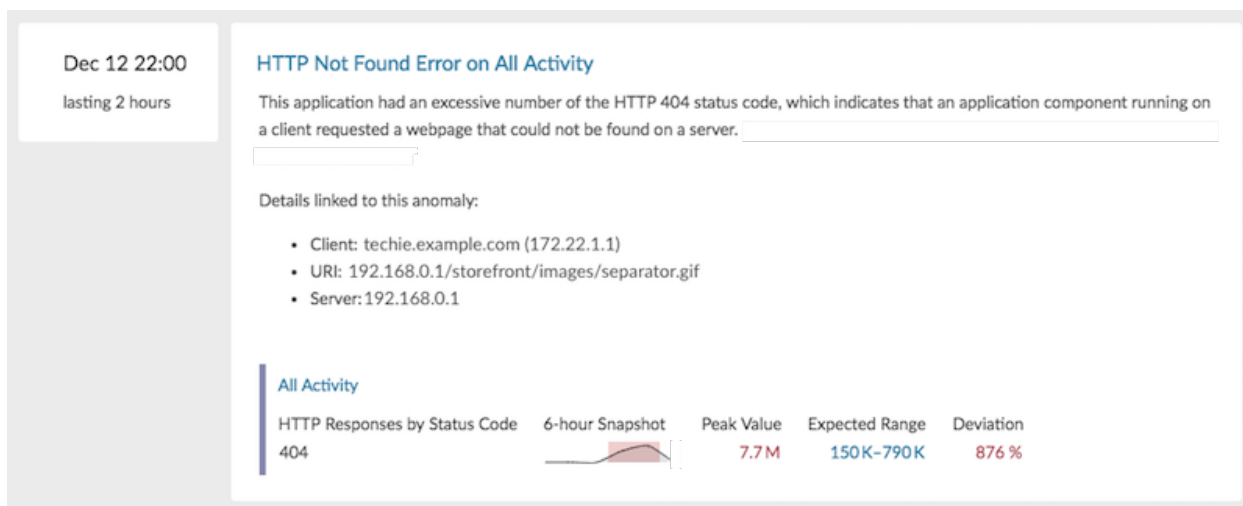 Dec 12 22:00
lasting 2 hours
HTTP Not Found Error on All Activity
This application had an excessive number of the HTTP 404 status code, which indicates that an application component running on
a client requested a webpage that could not be found on a server.
Details linked to this anomaly:
• Client: techie.example.com (172.22.1.1)
• URI: 192.168.0.1/storefront/images/separator.gif
• Server:192.168.0.1
All Activity
HTTP Responses by Status Code 6-hour Snapshot Peak Value Expected Range Deviation
404 7.7 M 150 K–790 K 876 %